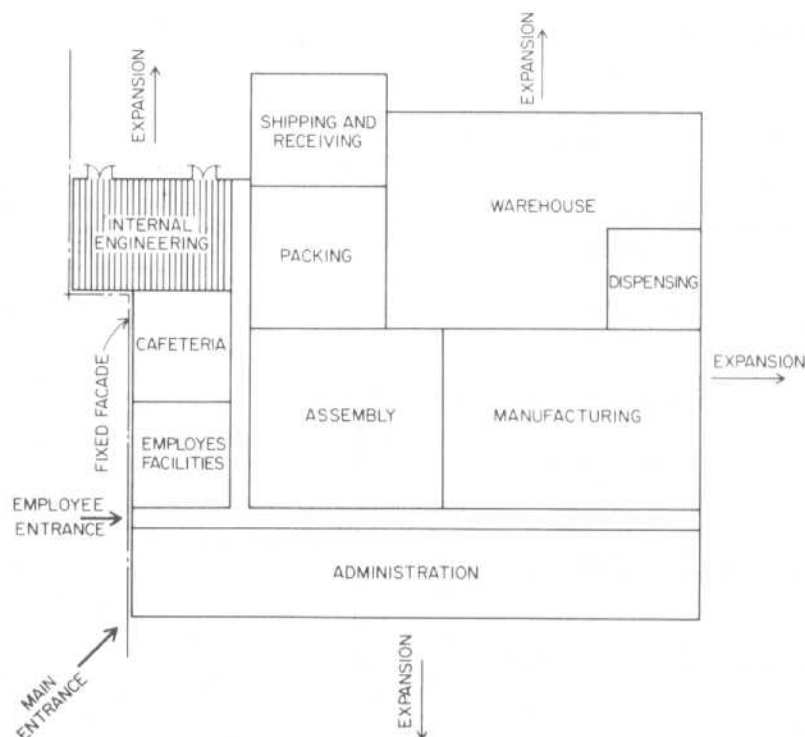 EXPANSION
EXPANSION
SHIPPING AND
RECEIVING
WAREHOUSE
INTERNAL
ENGINEERING
PACKING
DISPENSING
CAFETERIA
FIXED FACADE
EXPANSION
ASSEMBLY
MANUFACTURING
EMPLOYES
FACILITIES
EMPLOYEE
ENTRANCE
ADMINISTRATION
MAIN
ENTRANCE
EXPANSION